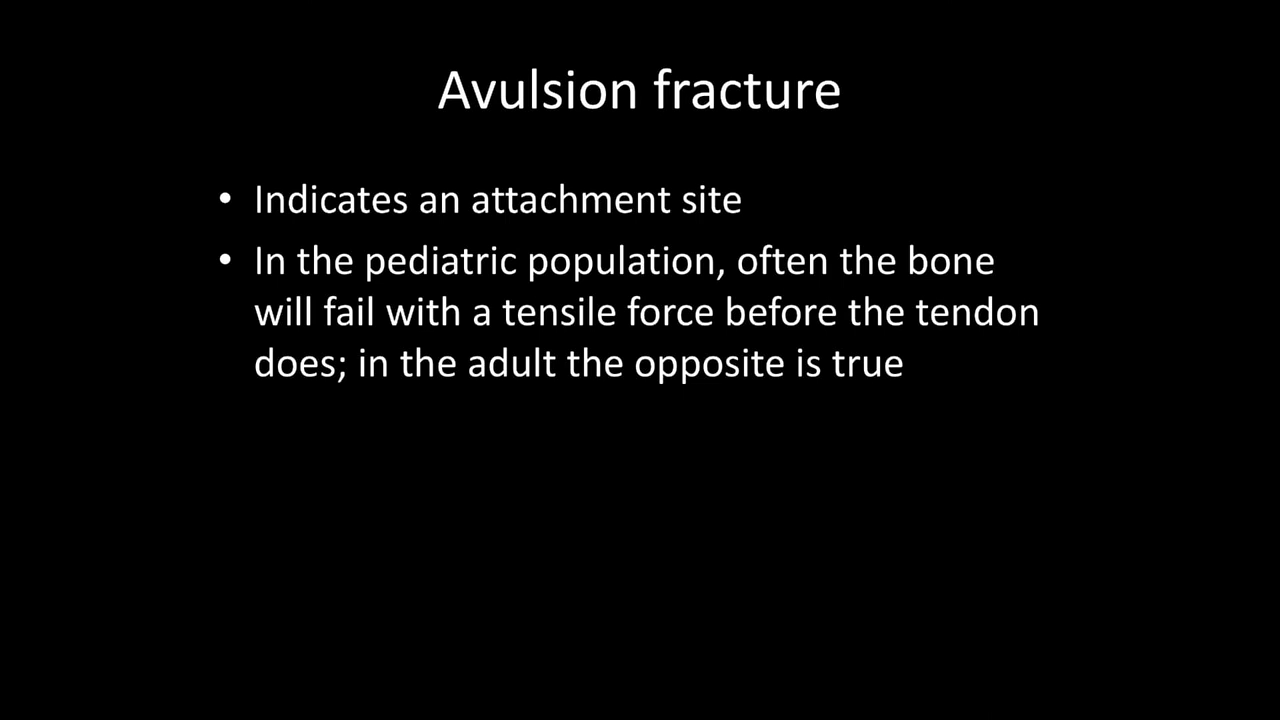 Avulsion fracture
• Indicates an attachment site
• In the pediatric population, often the bone
will fail with a tensile force before the tendon
does; in the adult the opposite is true